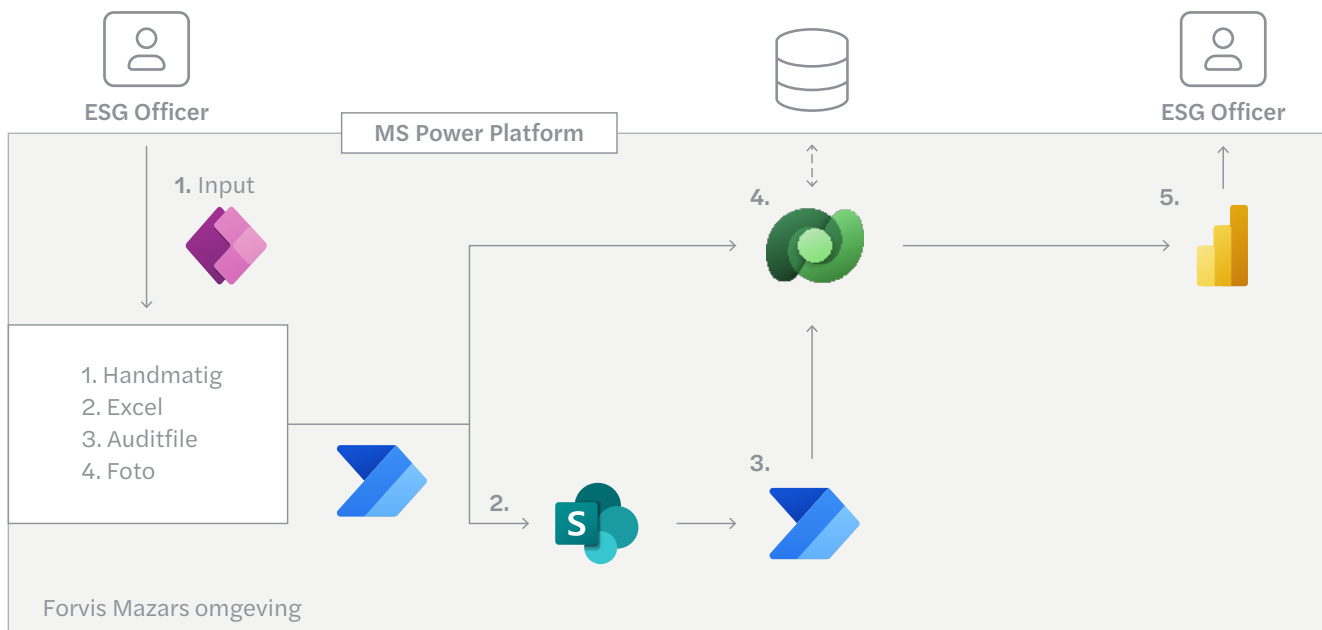 ESG Officer
ESG Officer
MS Power Platform
1. Input
4.
5.
1. Handmatig
2. Excel
3. Auditfile
4. Foto
3.
2.
S
Forvis Mazars omgeving